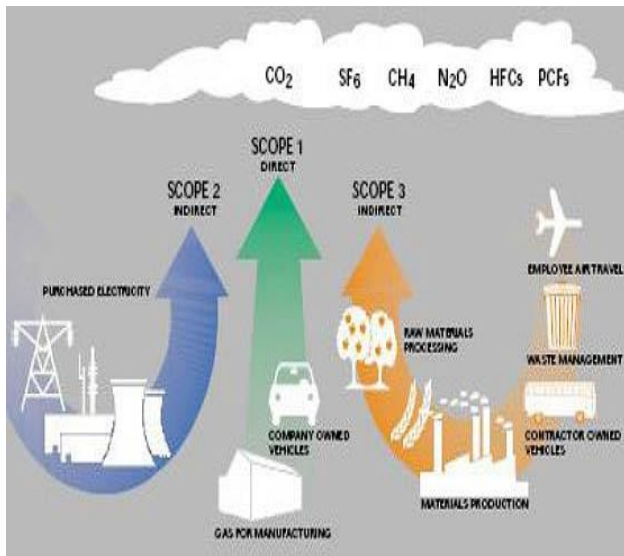 CO2 SF6 CH4 N2O HFCs PCFs
SCOPE 1
DIRECT
SCOPE 2
INDIRECT
SCOPE 3
INDIRECT
PURCHASED ELECTRICITY
COMPANY OWNED
VEHICLES
GAS FOR MANUFACTURING
RAW MATERIALS
PROCESSING
MATERIALS PRODUCTION
EMPLOYEE AIR TRAVEL
WASTE MANAGEMENT
CONTRACTOR OWNED
VEHICLES